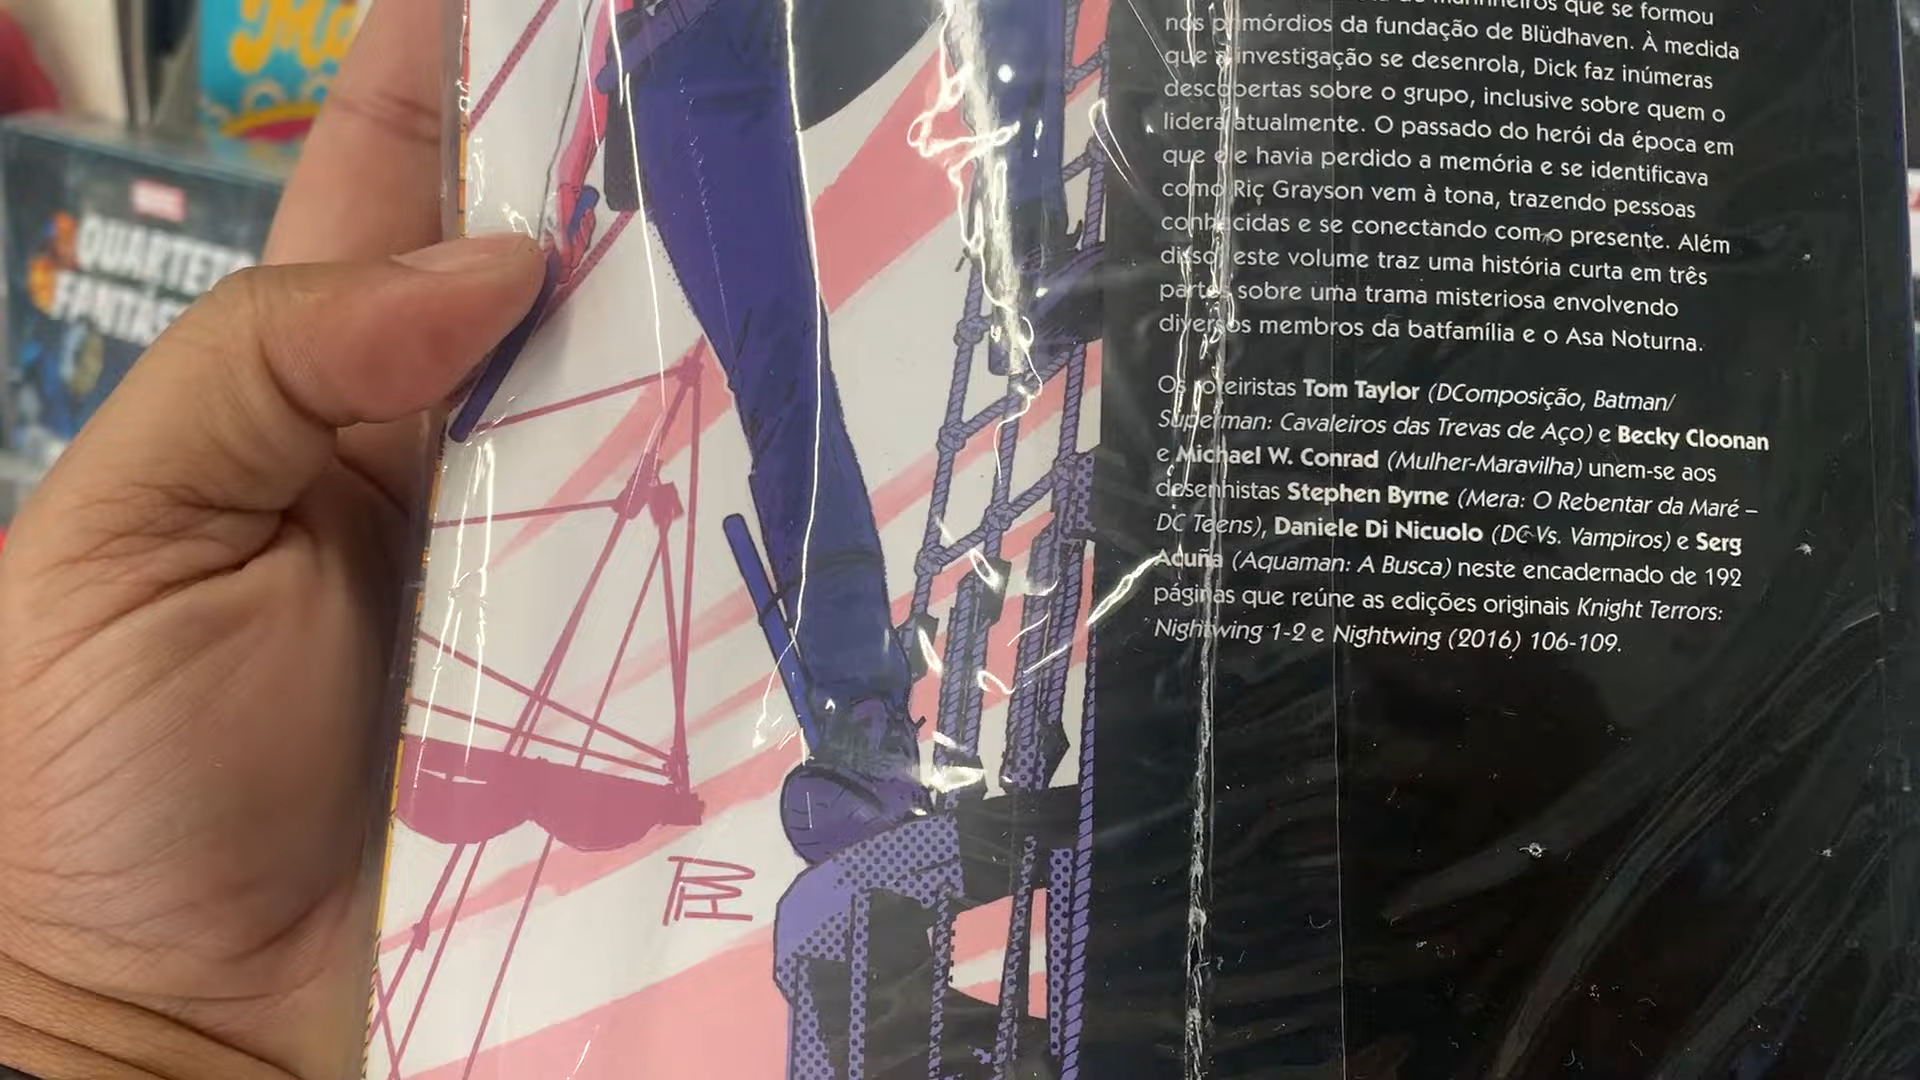 que se formou
nos primórdios da fundação de Blüdhaven. À medida
que a investigação se desenrola, Dick faz inúmeras
descobertas sobre o grupo, inclusive sobre quem o
lidera atualmente. O passado do herói da época em
que ele havia perdido a memória e se identificava
como Ric Grayson vem à tona, trazendo pessoas
conhecidas e se conectando com o presente. Além
disso, este volume traz uma história curta em três
partes sobre uma trama misteriosa envolvendo
diversos membros da batfamília e o Asa Noturna.
Os roteiristas Tom Taylor (DComposição, Batman/
Superman: Cavaleiros das Trevas de Aço) e Becky Cloonan
e Michael W. Conrad (Mulher-Maravilha) unem-se aos
desenhistas Stephen Byrne (Mera: O Rebentar da Maré –
DC Teens), Daniele Di Nicuolo (DC Vs. Vampiros) e Serg
Acuña (Aquaman: A Busca) neste encadernado de 192
páginas que reúne as edições originais Knight Terrors:
Nightwing 1-2 e Nightwing (2016) 106-109.
MARVEL
QUARTETO